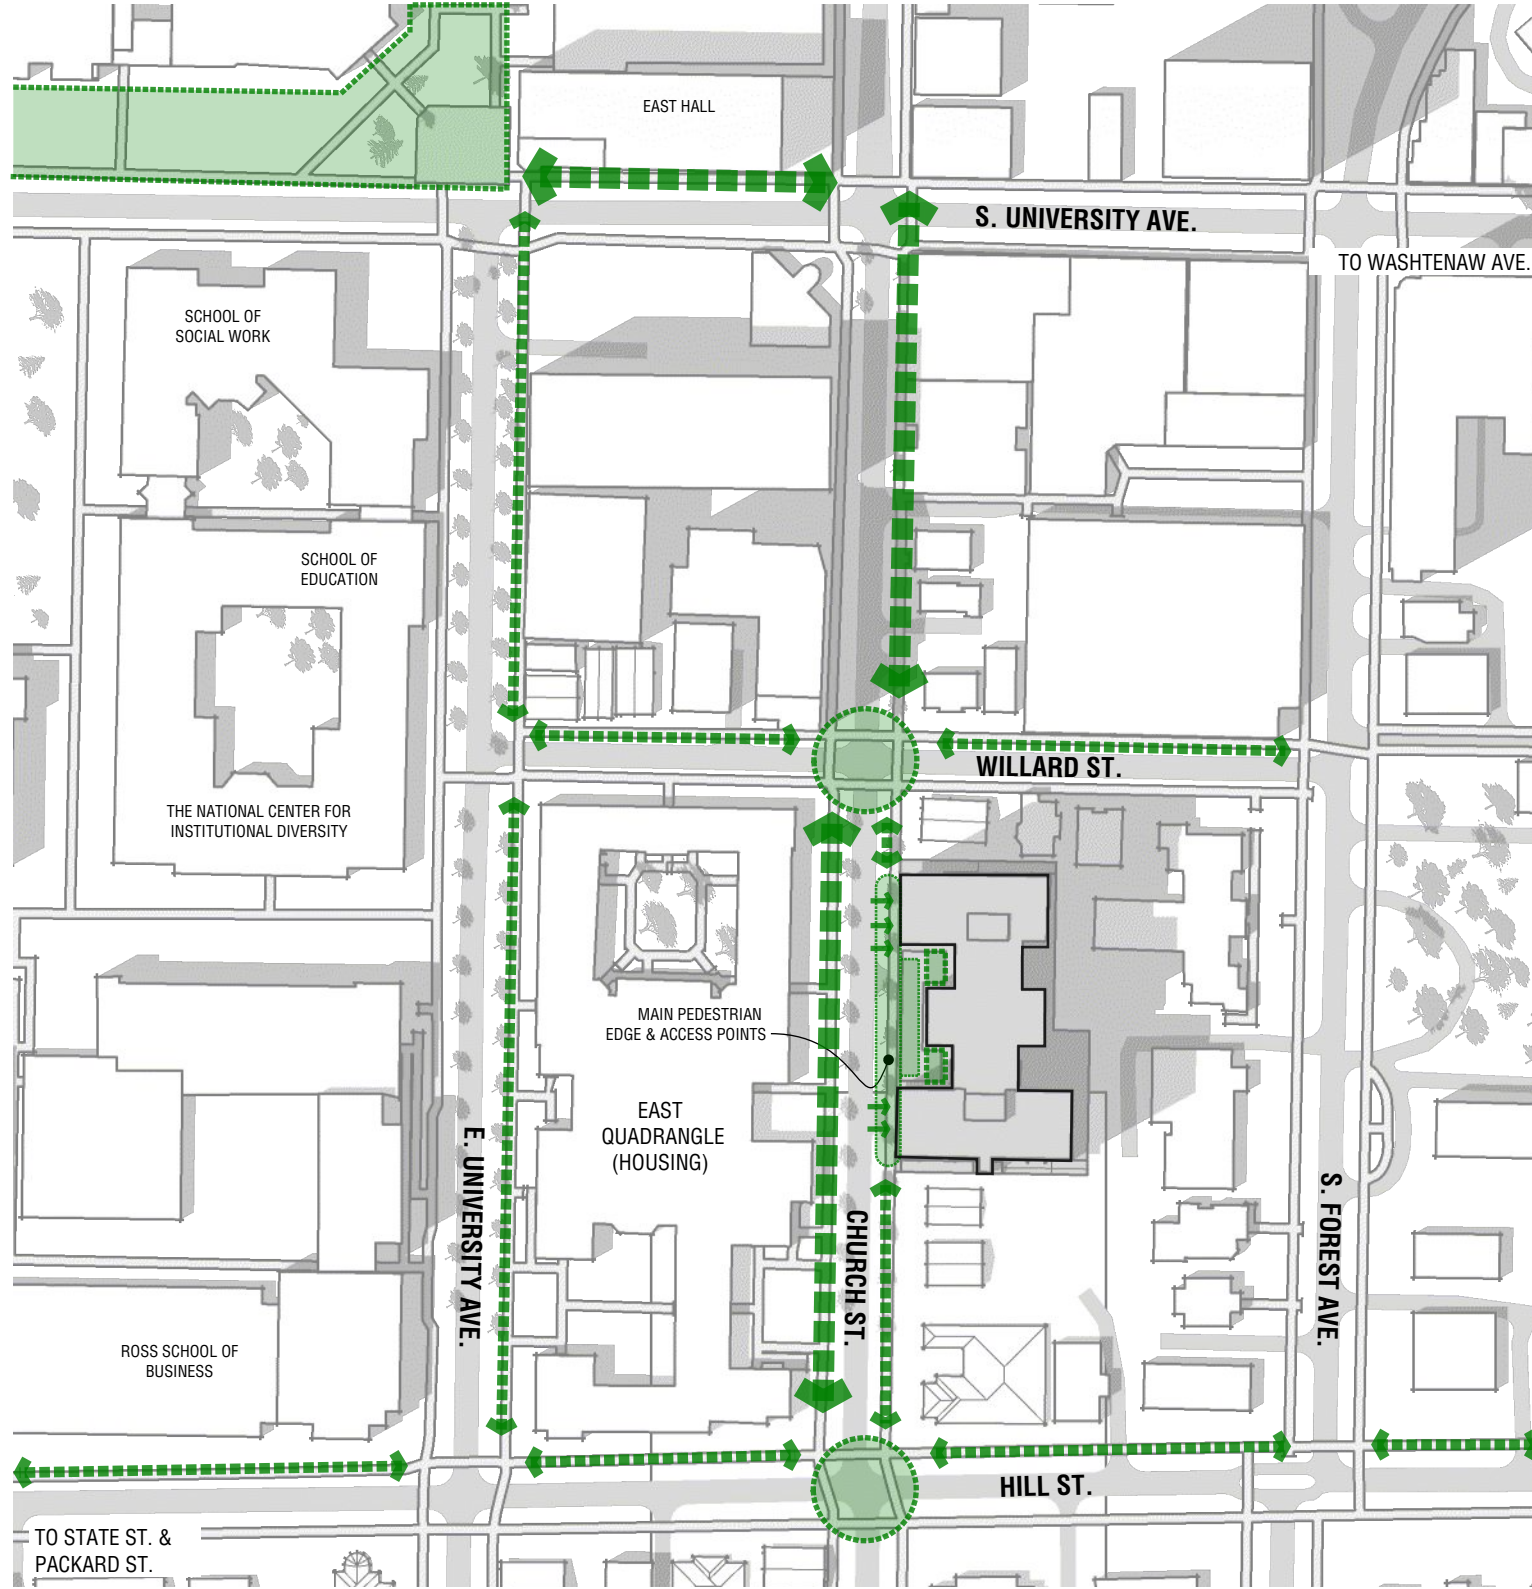 EAST HALL
S. UNIVERSITY AVE.
TO WASHTENAW AVE.
SCHOOL OF
SOCIAL WORK
SCHOOL OF
EDUCATION
WILLARD ST.
THE NATIONAL CENTER FOR
INSTITUTIONAL DIVERSITY
MAIN PEDESTRIAN
EDGE & ACCESS POINTS
EAST
QUADRANGLE
(HOUSING)
E. UNIVERSITY AVE.
CHURCH ST.
S. FOREST AVE.
ROSS SCHOOL OF
BUSINESS
HILL ST.
TO STATE ST. &
PACKARD ST.